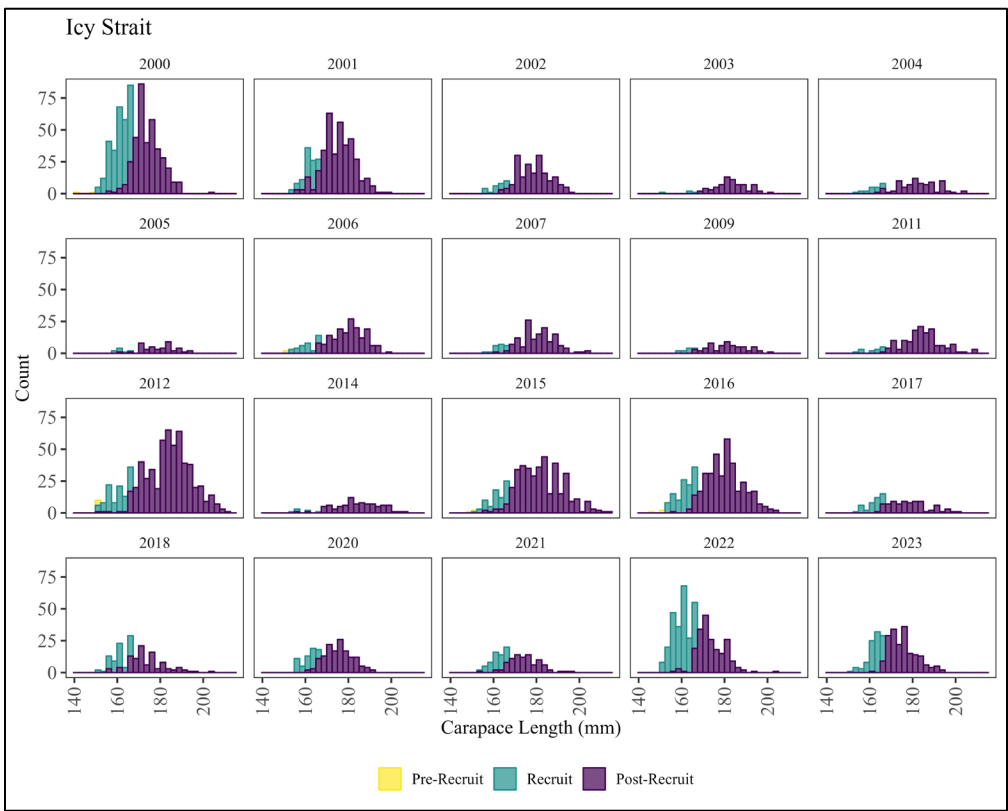 Icy Strait
2000 2001 2002 2003 2004
75
50
25
0
2005 2006 2007 2009 2011
75
50
25
0
Count
2012 2014 2015 2016 2017
75
50
25
0
2018 2020 2021 2022 2023
75
50
25
0
140 160 180 200 140 160 180 200 140 160 180 200 140 160 180 200 140 160 180 200
Carapace Length (mm)
Pre-Recruit Recruit Post-Recruit